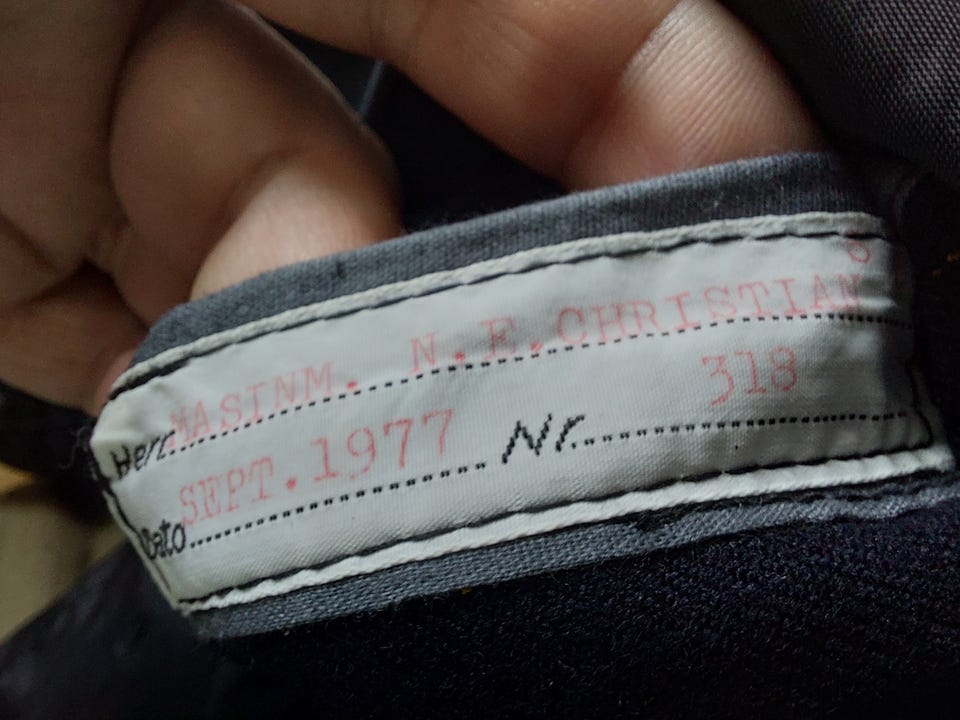 Herr. MASINM. N.E.CHRISTIAN
SEPT.1977 Nr. 318
Dato